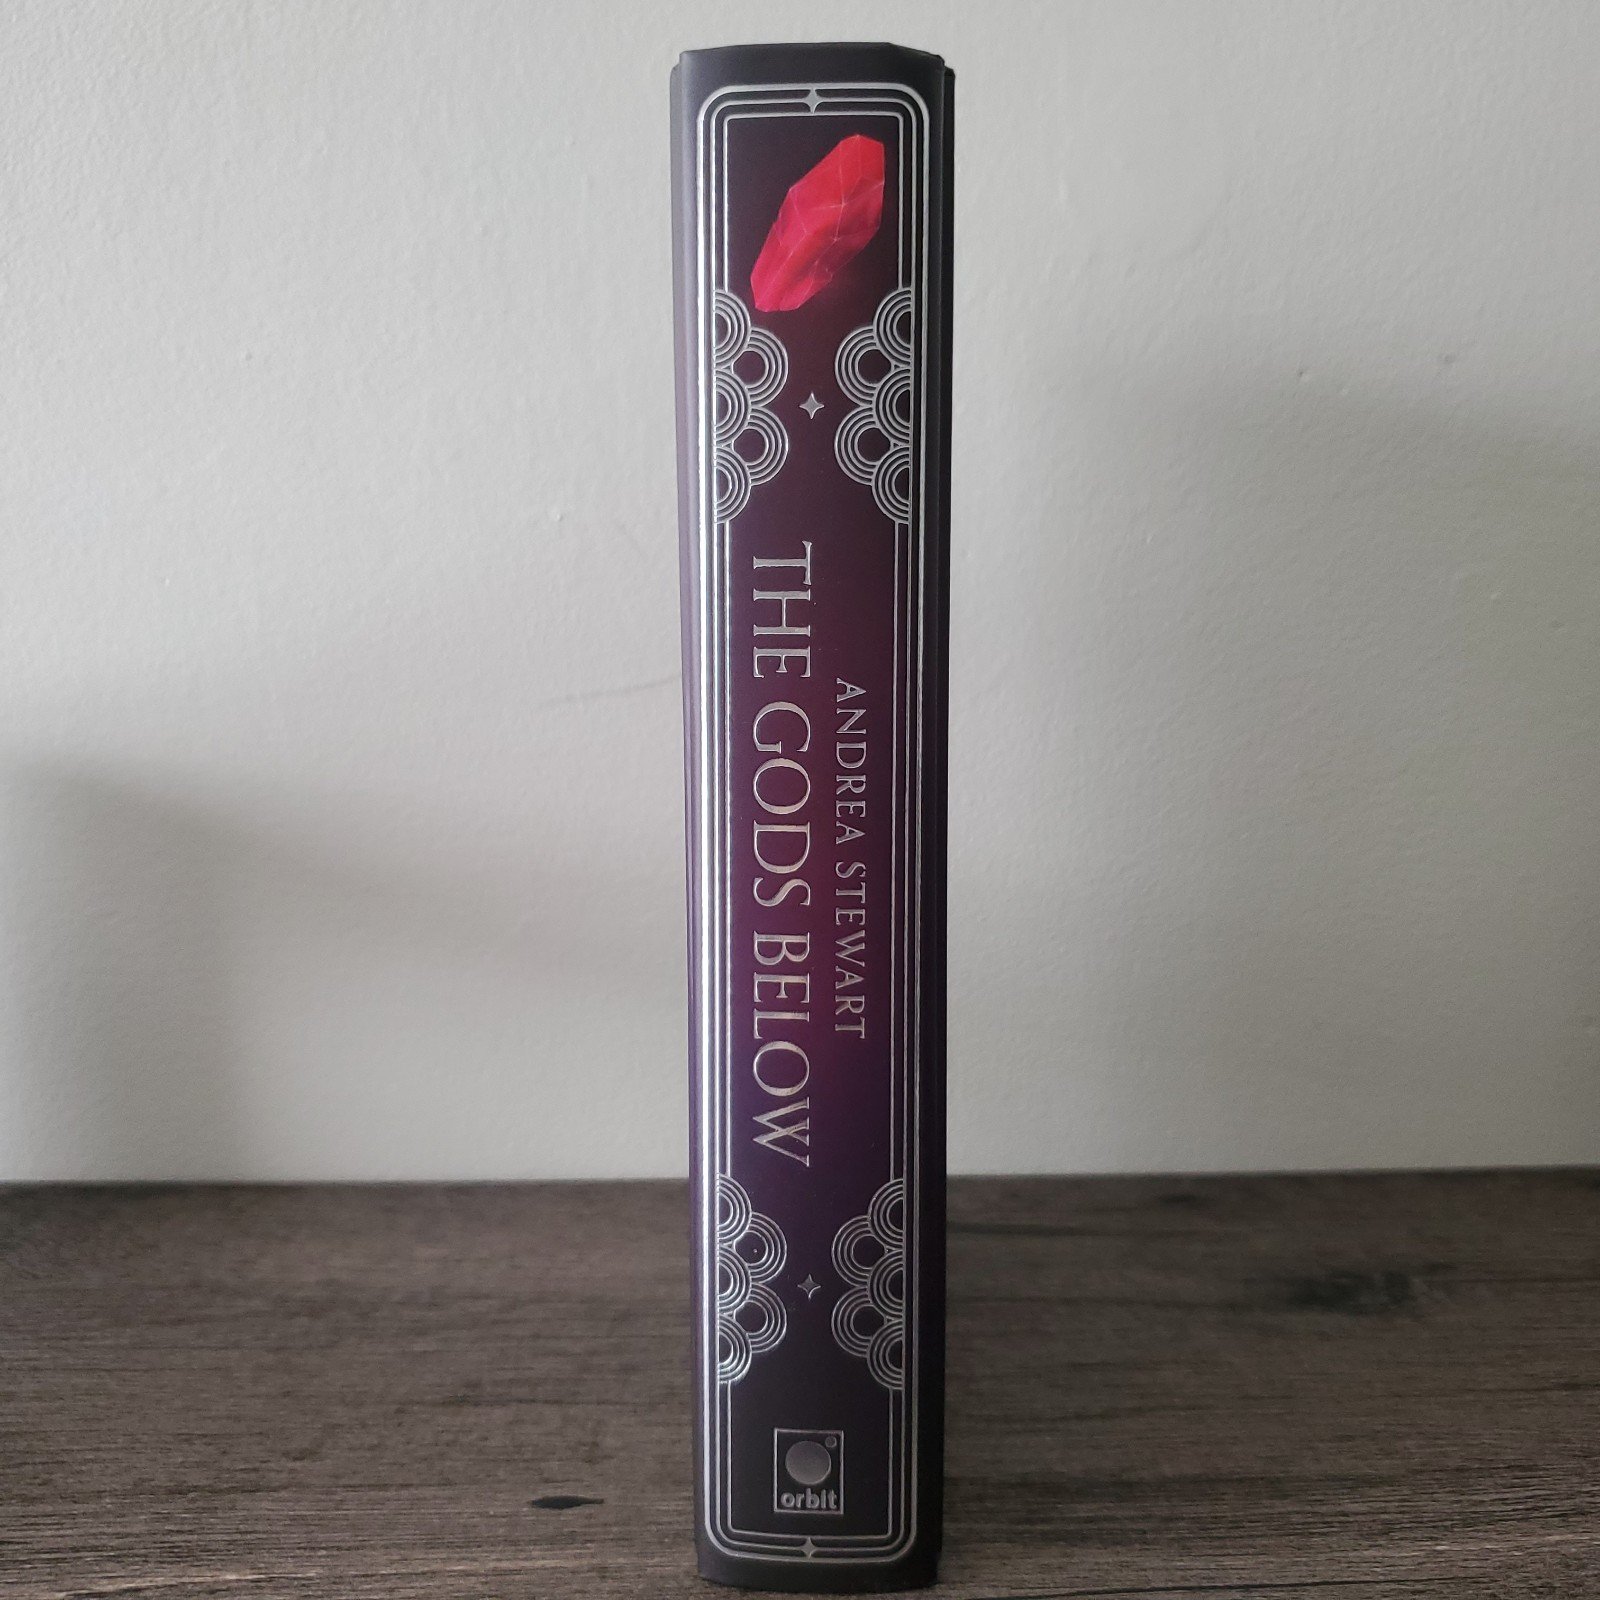 ANDREA STEWART
THE GODS BELOW
orbit